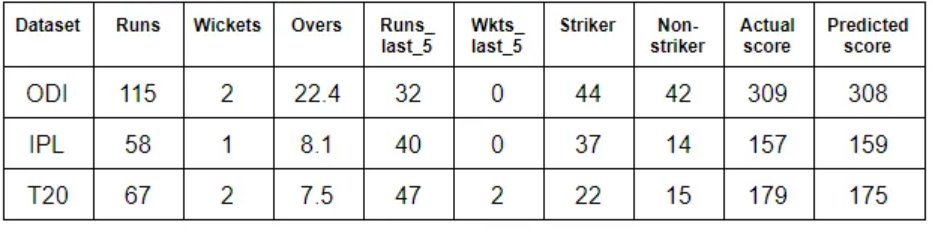 Dataset Runs Wickets Overs Runs_ Wkts_ Striker Non- Actual Predicted
last_5 last_5 striker score score
ODI 115 2 22.4 32 0 44 42 309 308
IPL 58 1 8.1 40 0 37 14 157 159
T20 67 2 7.5 47 2 22 15 179 175